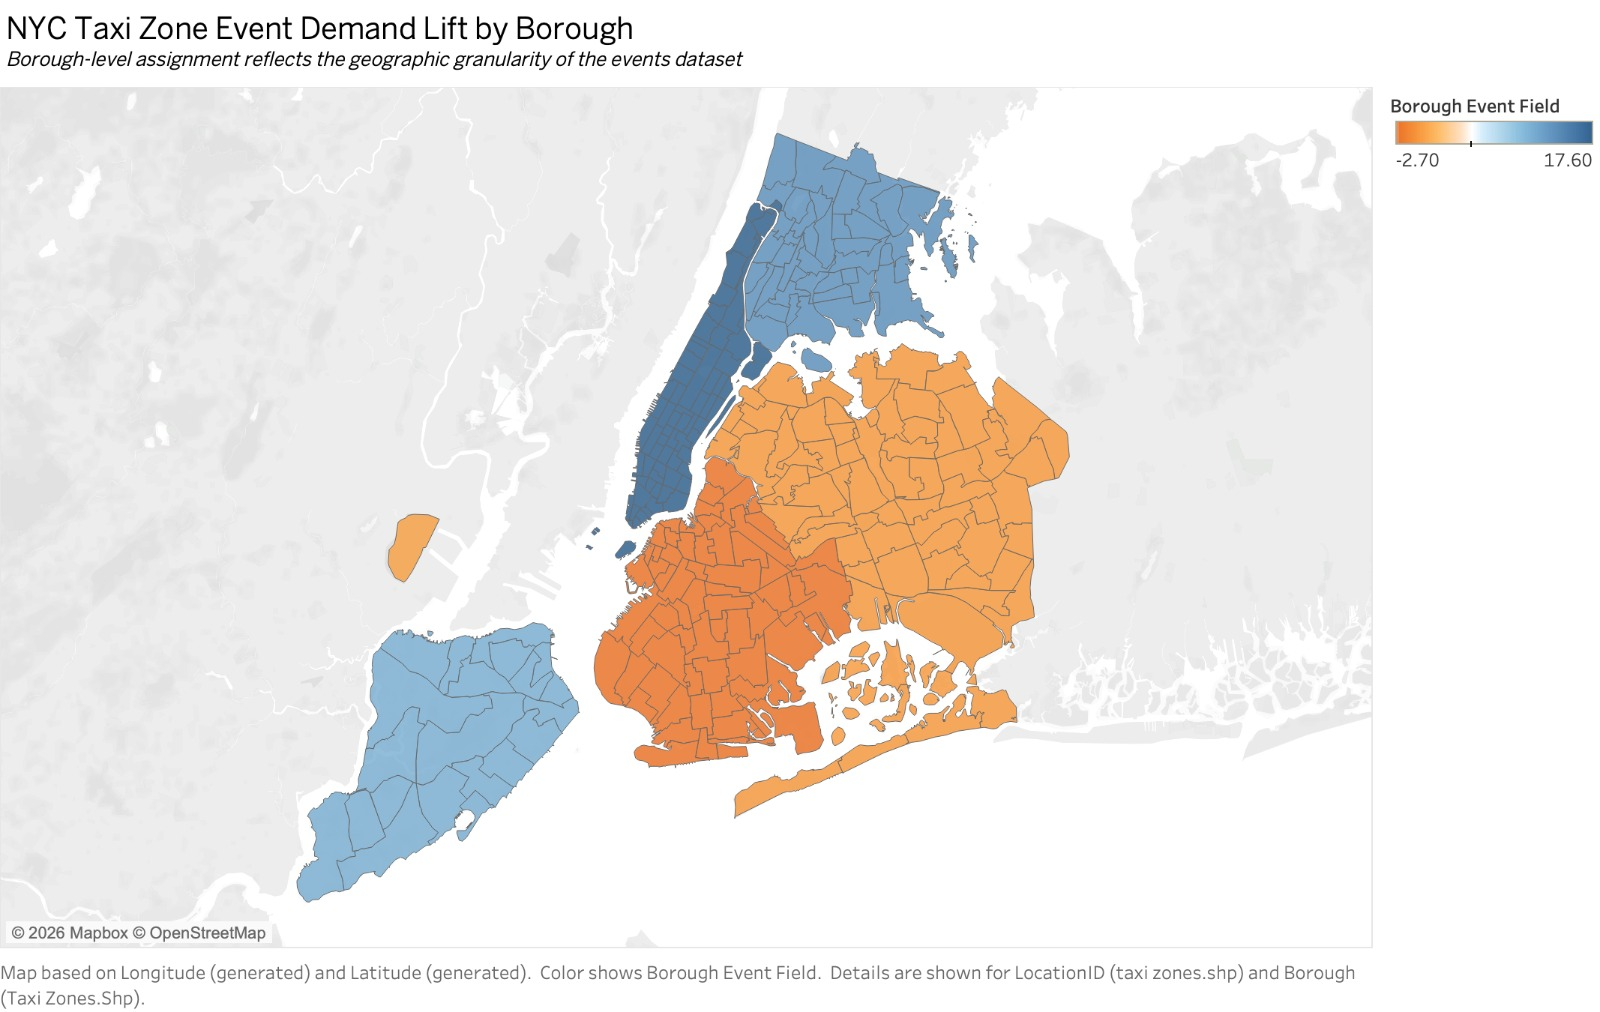 NYC Taxi Zone Event Demand Lift by Borough
Borough-level assignment reflects the geographic granularity of the events dataset
Borough Event Field
-2.70 17.60
© 2026 Mapbox © OpenStreetMap
Map based on Longitude (generated) and Latitude (generated).  Color shows Borough Event Field.  Details are shown for LocationID (taxi zones.shp) and Borough
(Taxi Zones.Shp).